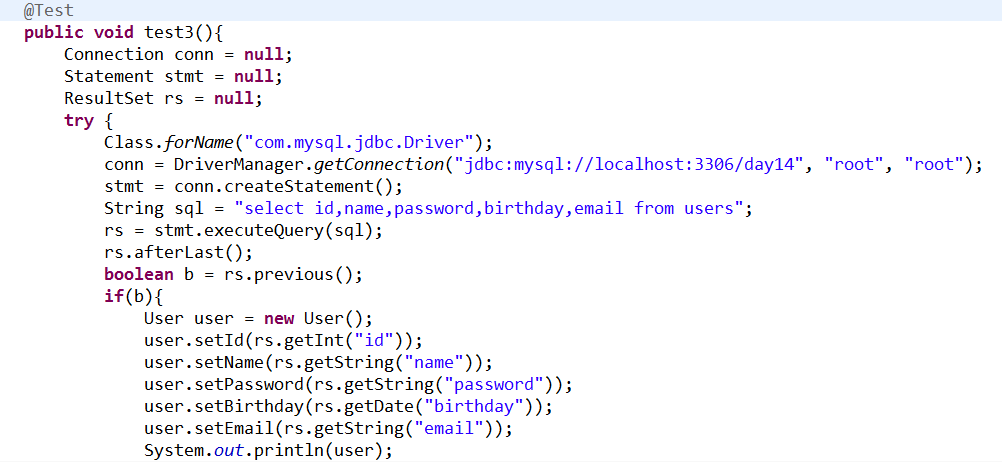 @Test
public void test3(){
    Connection conn = null;
    Statement stmt = null;
    ResultSet rs = null;
    try {
        Class.forName("com.mysql.jdbc.Driver");
        conn = DriverManager.getConnection("jdbc:mysql://localhost:3306/day14", "root", "root");
        stmt = conn.createStatement();
        String sql = "select id,name,password,birthday,email from users";
        rs = stmt.executeQuery(sql);
        rs.afterLast();
        boolean b = rs.previous();
        if(b){
            User user = new User();
            user.setId(rs.getInt("id"));
            user.setName(rs.getString("name"));
            user.setPassword(rs.getString("password"));
            user.setBirthday(rs.getDate("birthday"));
            user.setEmail(rs.getString("email"));
            System.out.println(user);